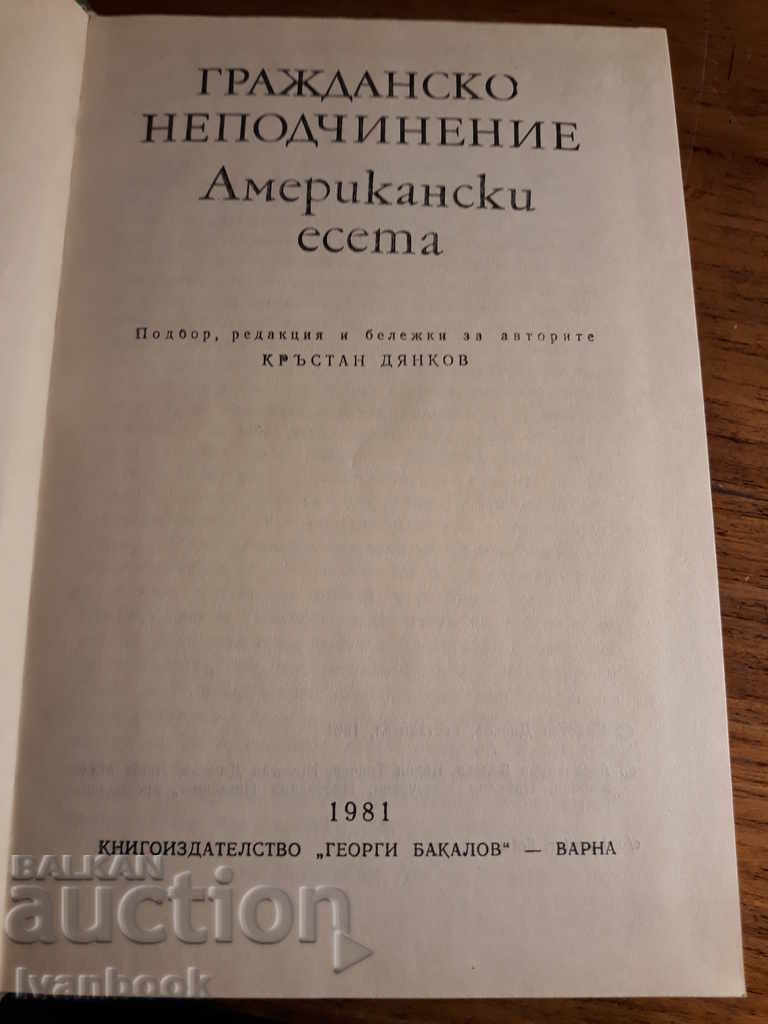 ГРАЖДАНСКО
НЕПОДЧИНЕНИЕ
Американски
есета
Подбор, редакция и бележки за авторите
КРЪСТАН ДЯНКОВ
1981
КНИГОИЗДАТЕЛСТВО „ГЕОРГИ БАКАЛОВ“ — ВАРНА
BALKAN
auction
Ivanbook